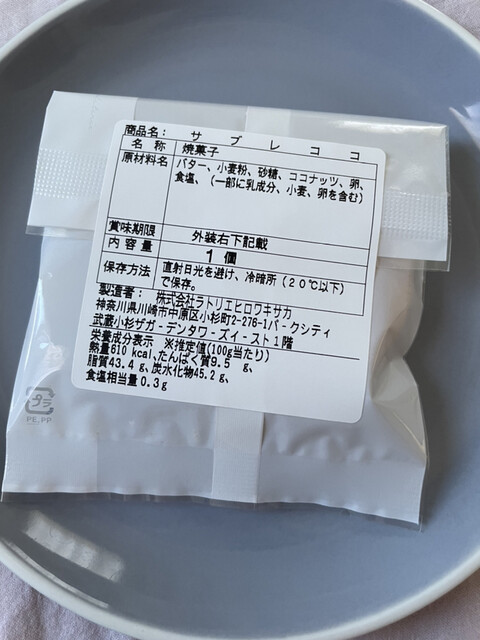 商品名： サブレココ
名称 焼菓子
原材料名 バター、小麦粉、砂糖、ココナッツ、卵、
食塩、（一部に乳成分、小麦、卵を含む）
賞味期限 外装右下記載
内容量 1個
保存方法 直射日光を避け、冷暗所（２０℃以下）
で保存。
製造者： 株式会社ラトリエヒロワキサカ
神奈川県川崎市中原区小杉町2-276-1パークシティ
武蔵小杉ザガーデンタワーズイースト1階
栄養成分表示 ※推定値(100g当たり)
熱量610kcal、たんぱく質9.5 g、
脂質43.4g、炭水化物45.2g、
食塩相当量0.3g
プラ
PE,PP